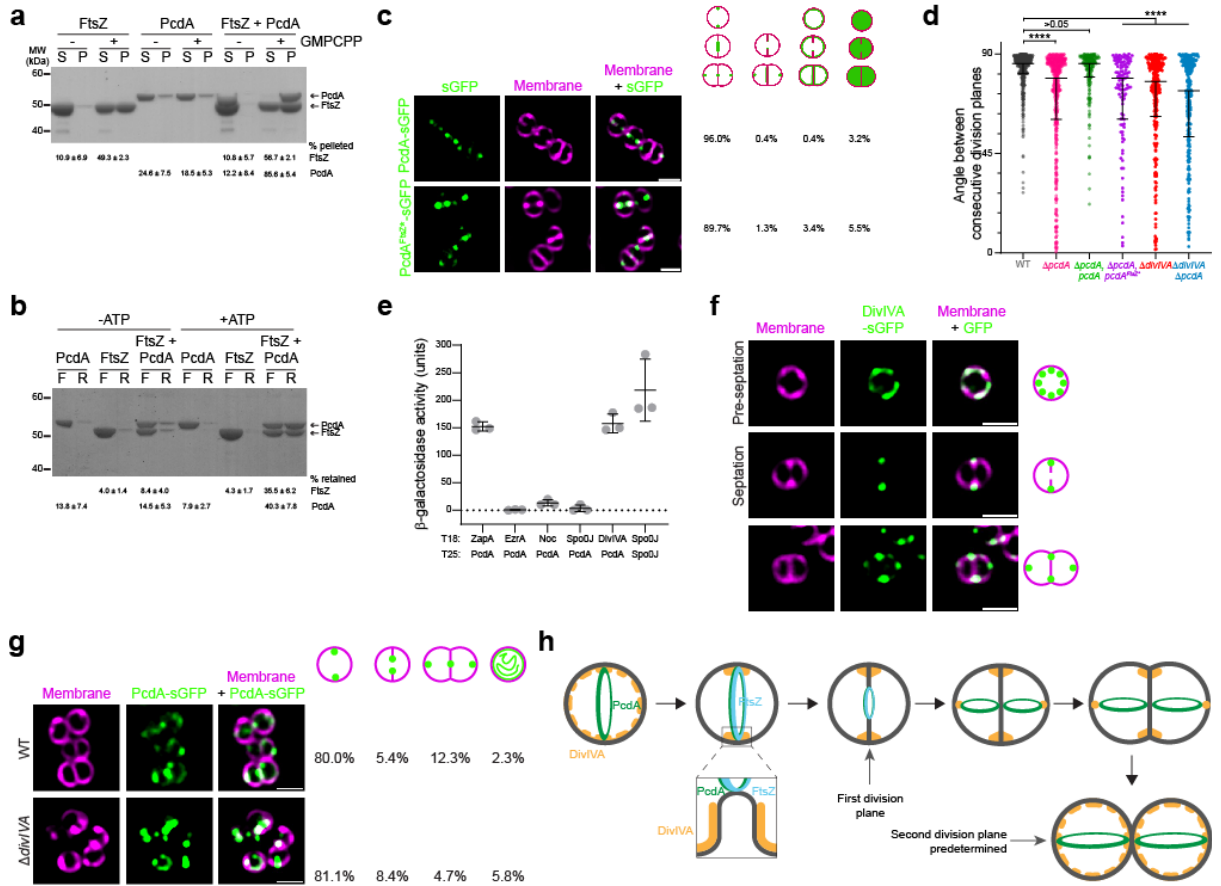 a
FtsZ PcdA FtsZ + PcdA
- + - + - + GMPCPP
MW (kDa) S P S P S P S P S P S P
60
50
40
PcdA
FtsZ
% pelleted
10.9 ± 6.9 49.3 ± 2.3 10.8 ± 5.7 56.7 ± 2.1 FtsZ
24.6 ± 7.5 18.5 ± 5.3 12.2 ± 8.4 85.6 ± 5.4 PcdA
b
-ATP +ATP
PcdA FtsZ FtsZ + PcdA PcdA FtsZ FtsZ + PcdA
F R F R F R F R F R F R
60
50
40
PcdA
FtsZ
% retained
4.0 ± 1.4 8.4 ± 4.0 4.3 ± 1.7 35.5 ± 6.2 FtsZ
13.8 ± 7.4 14.5 ± 5.3 7.9 ± 2.7 40.3 ± 7.8 PcdA
c
sGFP Membrane Membrane + sGFP
PcdA-sGFP
96.0% 0.4% 0.4% 3.2%
PcdA^FtsZ*-sGFP
89.7% 1.3% 3.4% 5.5%
d
****
>0.05
****
Angle between consecutive division planes
90
45
0
WT ΔpcdA ΔpcdA, pcdA ΔpcdA, pcdA^FtsZ* ΔdivIVA ΔdivIVA ΔpcdA
e
β-galactosidase activity (units)
300
250
200
150
100
50
0
T18: ZapA EzrA Noc Spo0J DivIVA Spo0J
T25: PcdA PcdA PcdA PcdA PcdA Spo0J
f
Membrane DivIVA-sGFP Membrane + GFP
Pre-septation
Septation
g
Membrane PcdA-sGFP Membrane + PcdA-sGFP
WT
80.0% 5.4% 12.3% 2.3%
ΔdivIVA
81.1% 8.4% 4.7% 5.8%
h
PcdA
DivIVA
FtsZ
PcdA FtsZ
DivIVA
First division plane
Second division plane predetermined